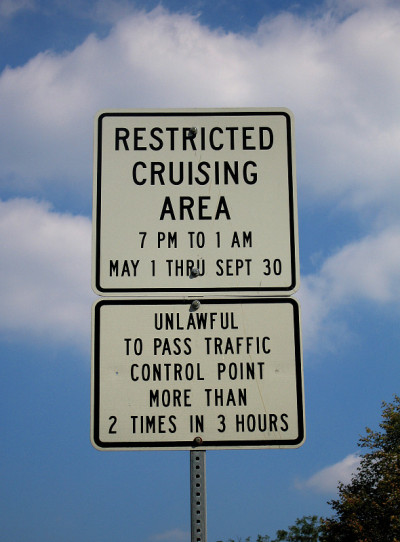 RESTRICTED
CRUISING
AREA
7 PM TO 1 AM
MAY 1 THRU SEPT 30
UNLAWFUL
TO PASS TRAFFIC
CONTROL POINT
MORE THAN
2 TIMES IN 3 HOURS